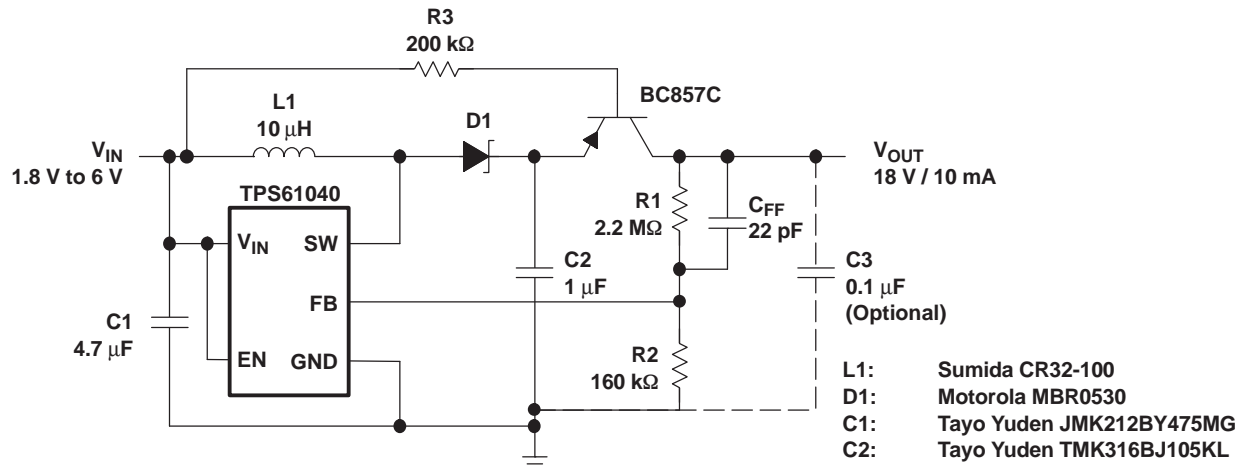 R3
200 kΩ
BC857C
L1
10 μH
D1
VIN
1.8 V to 6 V
VOUT
18 V / 10 mA
TPS61040
VIN
SW
FB
EN
GND
C1
4.7 μF
C2
1 μF
R1
2.2 MΩ
CFF
22 pF
C3
0.1 μF
(Optional)
R2
160 kΩ
L1: Sumida CR32-100
D1: Motorola MBR0530
C1: Tayo Yuden JMK212BY475MG
C2: Tayo Yuden TMK316BJ105KL